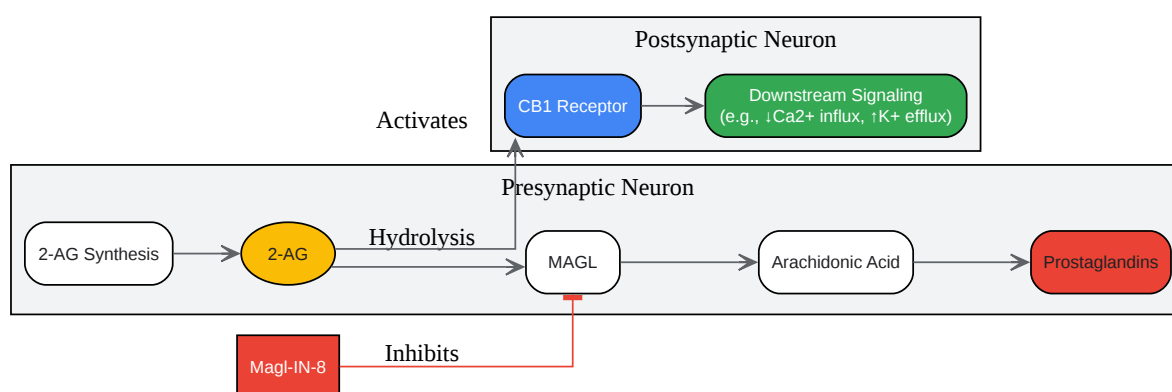 Postsynaptic Neuron
CB1 Receptor
Downstream Signaling
(e.g., ↓Ca2+ influx, ↑K+ efflux)
Activates
Presynaptic Neuron
2-AG Synthesis
2-AG
Hydrolysis
MAGL
Arachidonic Acid
Prostaglandins
Magl-IN-8
Inhibits